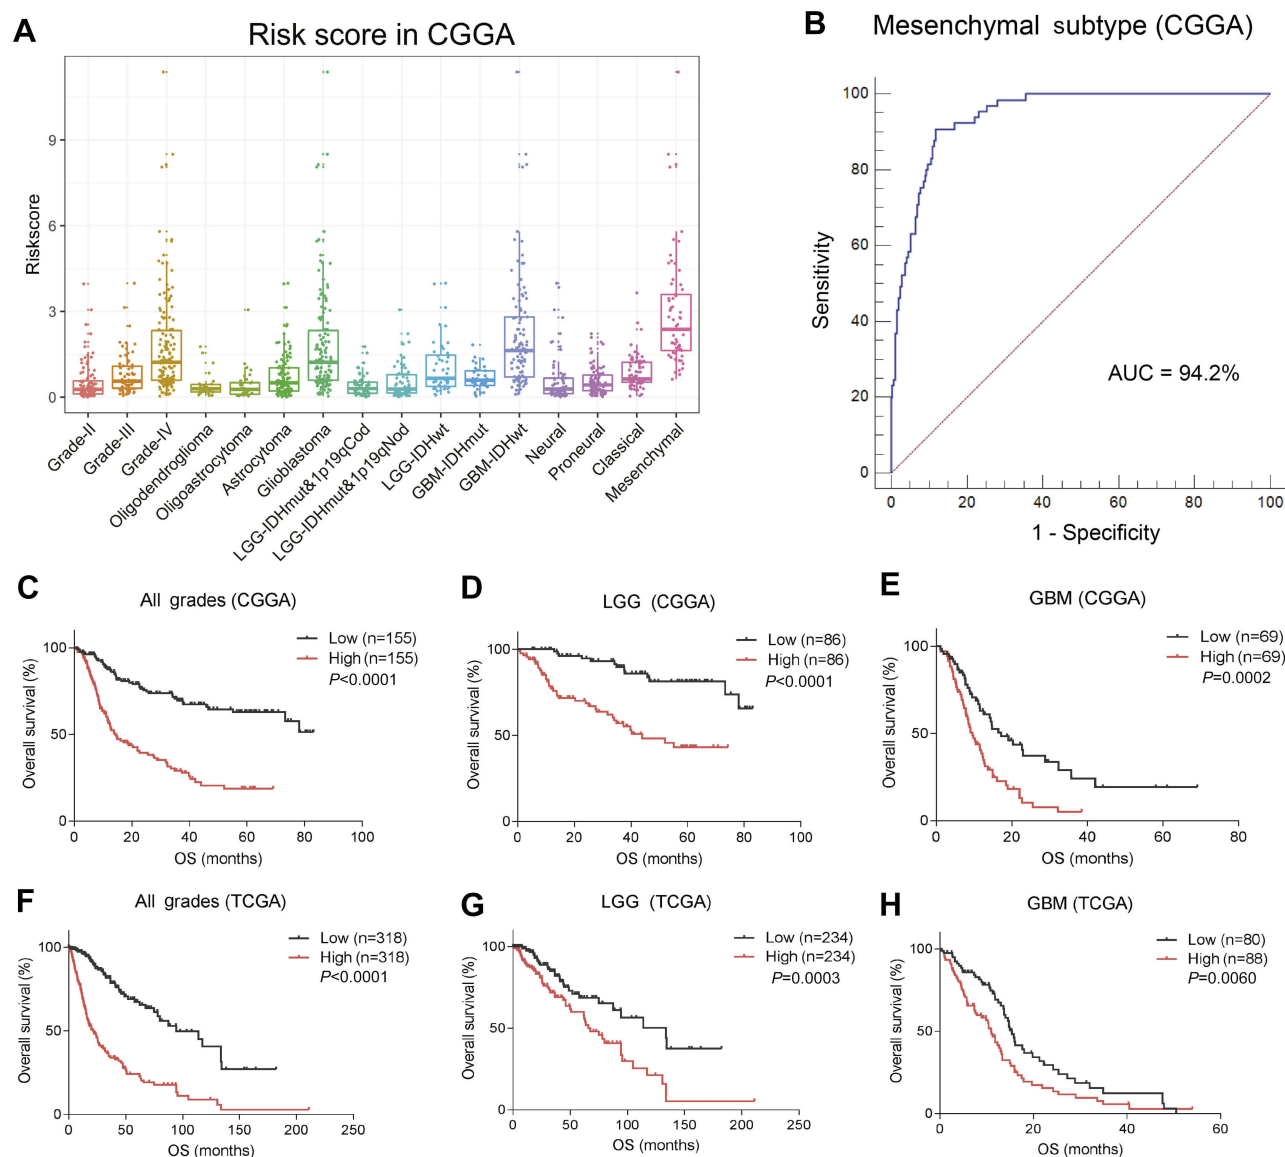 A
Risk score in CGGA
Riskscore
9
6
3
0
Grade-II
Grade-III
Grade-IV
Oligodendroglioma
Oligoastrocytoma
Astrocytoma
Glioblastoma
LGG-IDHmut&1p19qCod
LGG-IDHmut&1p19qNod
LGG-IDHwt
GBM-IDHmut
GBM-IDHwt
Neural
Proneural
Classical
Mesenchymal
B
Mesenchymal subtype (CGGA)
Sensitivity
100
80
60
40
20
0
AUC = 94.2%
0 20 40 60 80 100
1 - Specificity
C
All grades (CGGA)
Low (n=155)
High (n=155)
P<0.0001
Overall survival (%)
100
50
0
0 20 40 60 80 100
OS (months)
D
LGG (CGGA)
Low (n=86)
High (n=86)
P<0.0001
Overall survival (%)
100
50
0
0 20 40 60 80 100
OS (months)
E
GBM (CGGA)
Low (n=69)
High (n=69)
P=0.0002
Overall survival (%)
100
50
0
0 20 40 60 80
OS (months)
F
All grades (TCGA)
Low (n=318)
High (n=318)
P<0.0001
Overall survival (%)
100
50
0
0 50 100 150 200 250
OS (months)
G
LGG (TCGA)
Low (n=234)
High (n=234)
P=0.0003
Overall survival (%)
100
50
0
0 50 100 150 200 250
OS (months)
H
GBM (TCGA)
Low (n=80)
High (n=88)
P=0.0060
Overall survival (%)
100
50
0
0 20 40 60
OS (months)